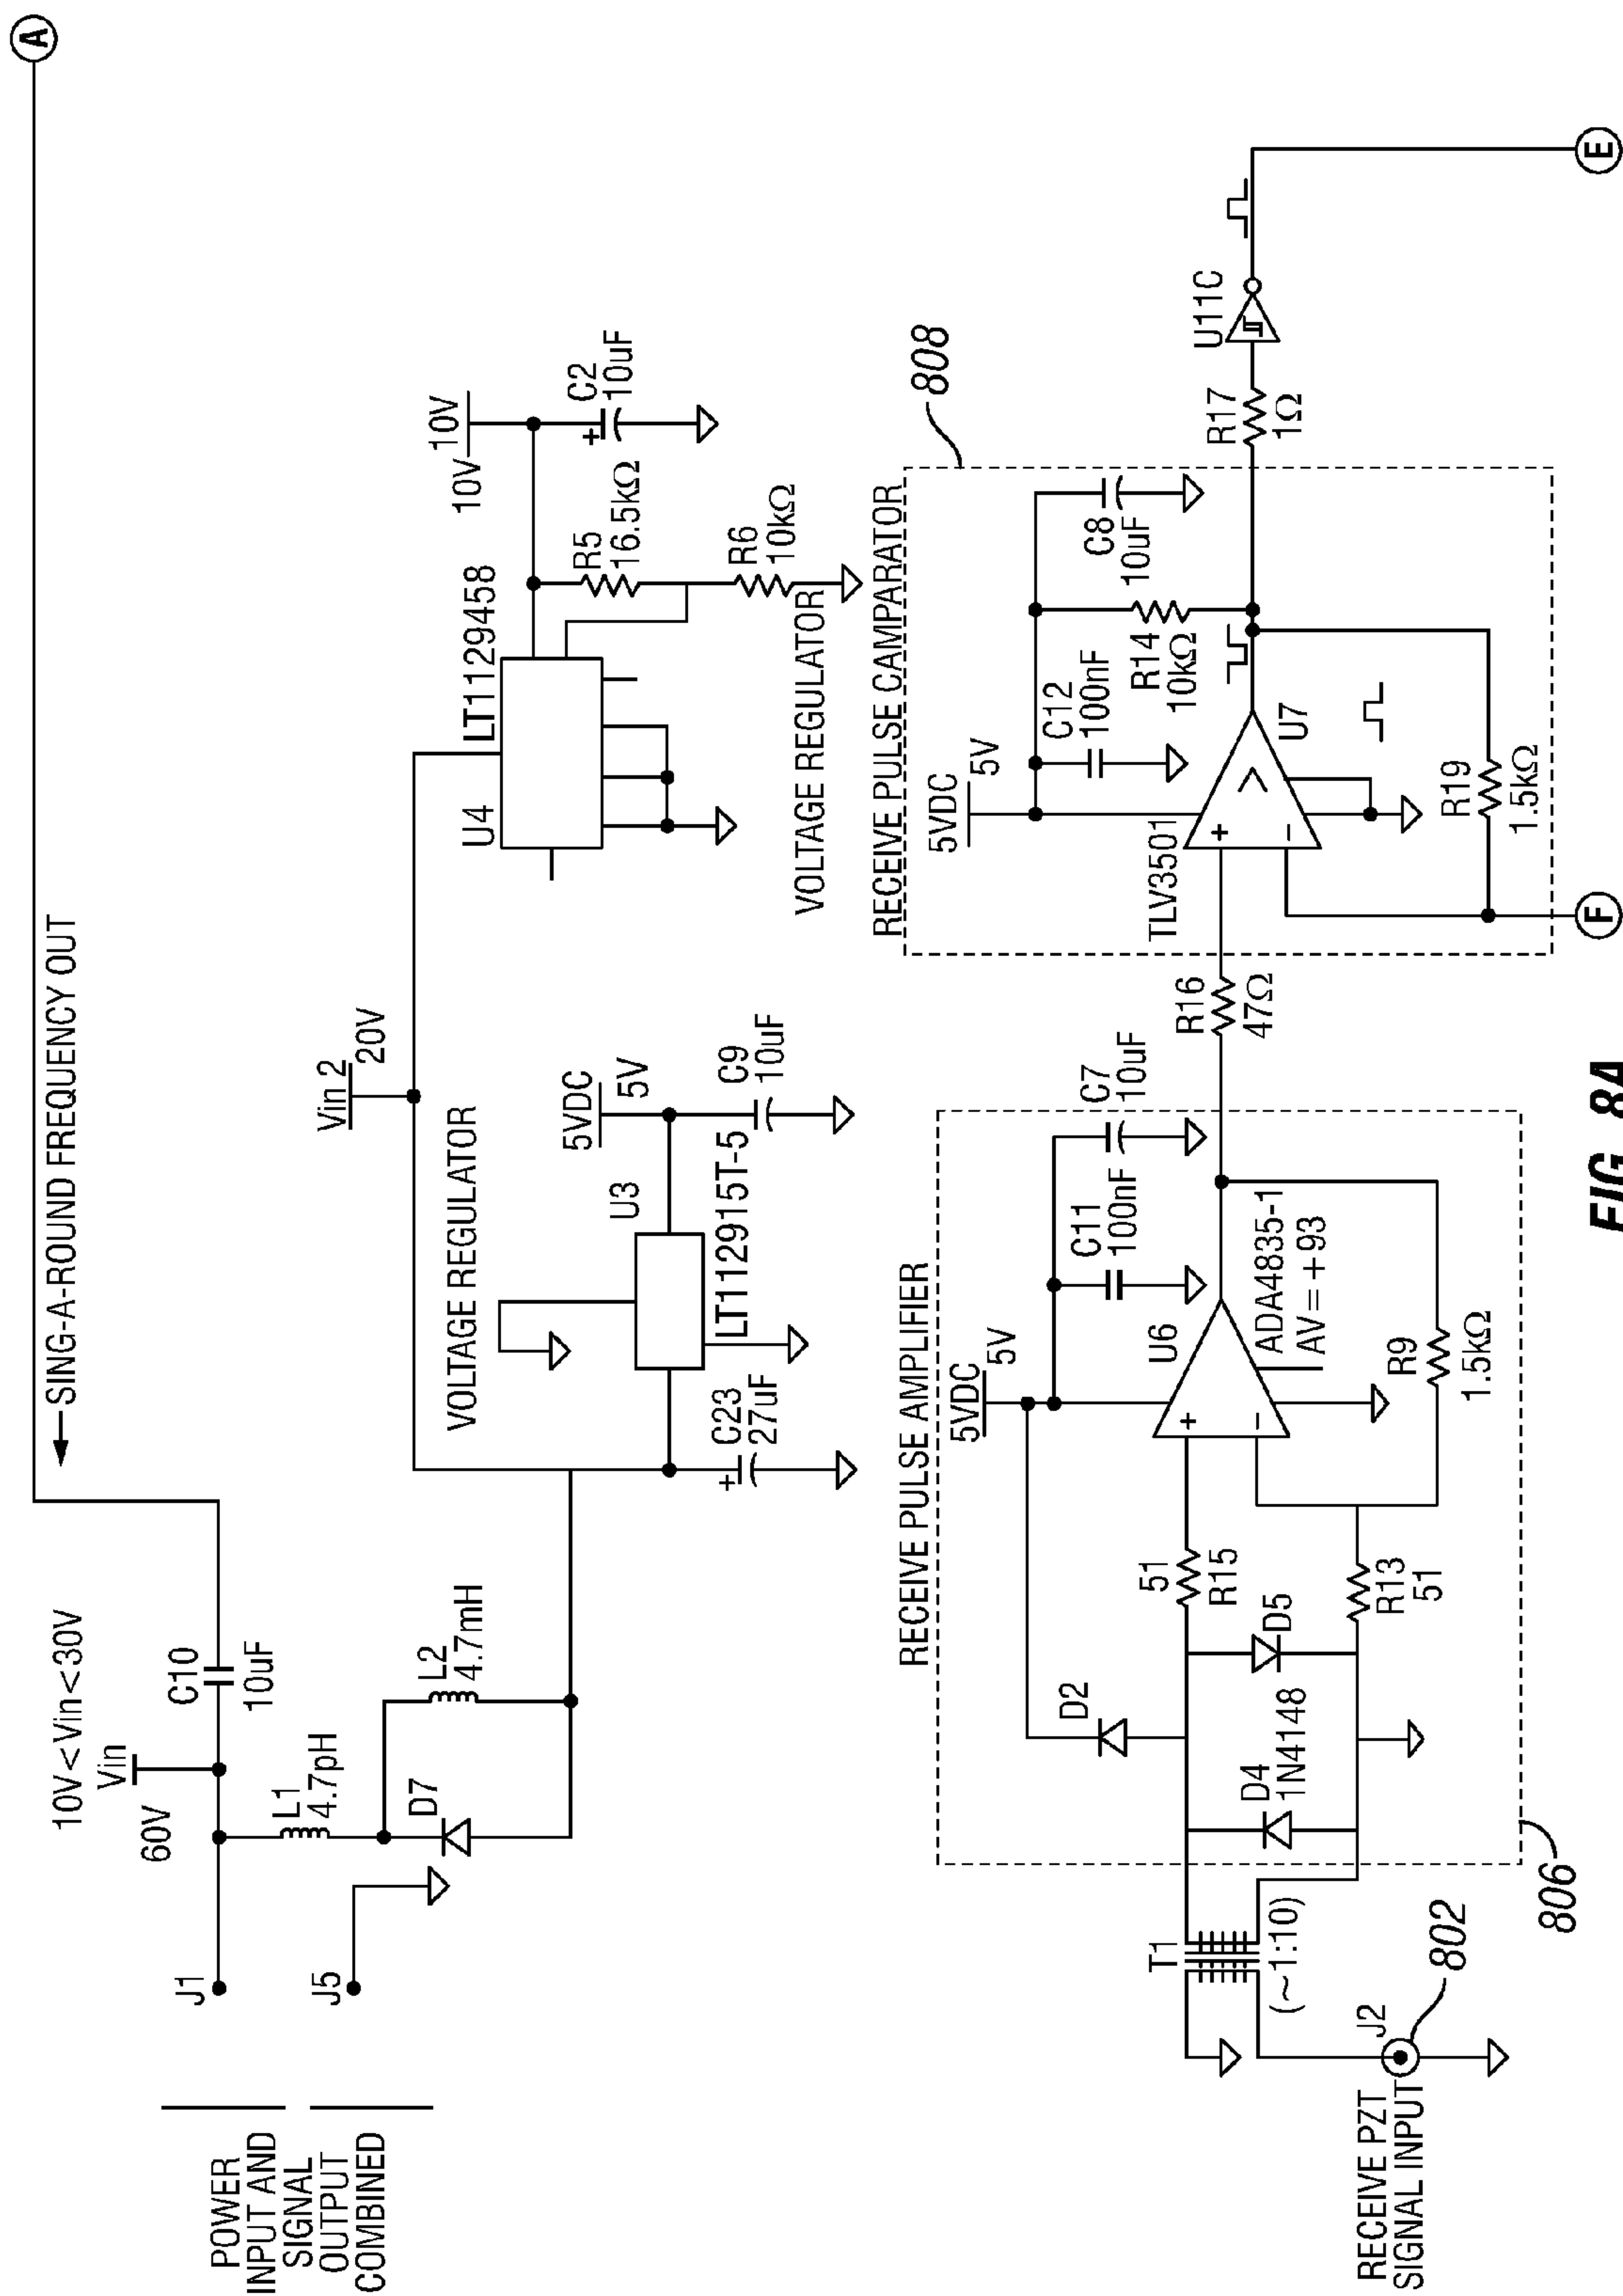 A
SING-A-ROUND FREQUENCY OUT
POWER
INPUT AND
SIGNAL
OUTPUT
COMBINED
J1
J5
10V<Vin<30V
Vin
60V
C10
10uF
L1
4.7pH
D7
L2
4.7mH
Vin 2
20V
VOLTAGE REGULATOR
C23
27uF
U3
LT112915T-5
5VDC
5V
C9
10uF
U4
LT1129458
10V
10V
C2
10uF
R5
16.5kΩ
R6
10kΩ
VOLTAGE REGULATOR
RECEIVE PULSE AMPLIFIER
RECEIVE PZT
SIGNAL INPUT
J2
802
T1
(~1:10)
806
D2
D4
1N4148
D5
51
R15
R13
51
5VDC
5V
+
−
U6
ADA4835-1
AV=+93
C11
100nF
C7
10uF
R9
1.5kΩ
R16
47Ω
RECEIVE PULSE CAMPARATOR
808
5VDC
5V
TLV3501
+
−
U7
C12
100nF
R14
10kΩ
C8
10uF
R19
1.5kΩ
R17
1Ω
U11C
E
F
FIG. 8A